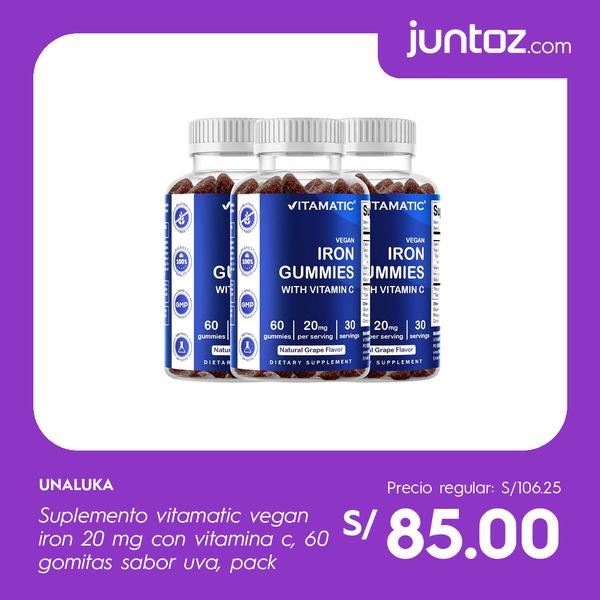 juntoz.com
VITAMATIC
VEGAN
IRON
GUMMIES
WITH VITAMIN C
60 gummies
20mg per serving
30 servings
Natural Grape Flavor
DIETARY SUPPLEMENT
100%
GMP
UNALUKA
Suplemento vitamatic vegan
iron 20 mg con vitamina c, 60
gomitas sabor uva, pack
Precio regular: S/106.25
S/ 85.00